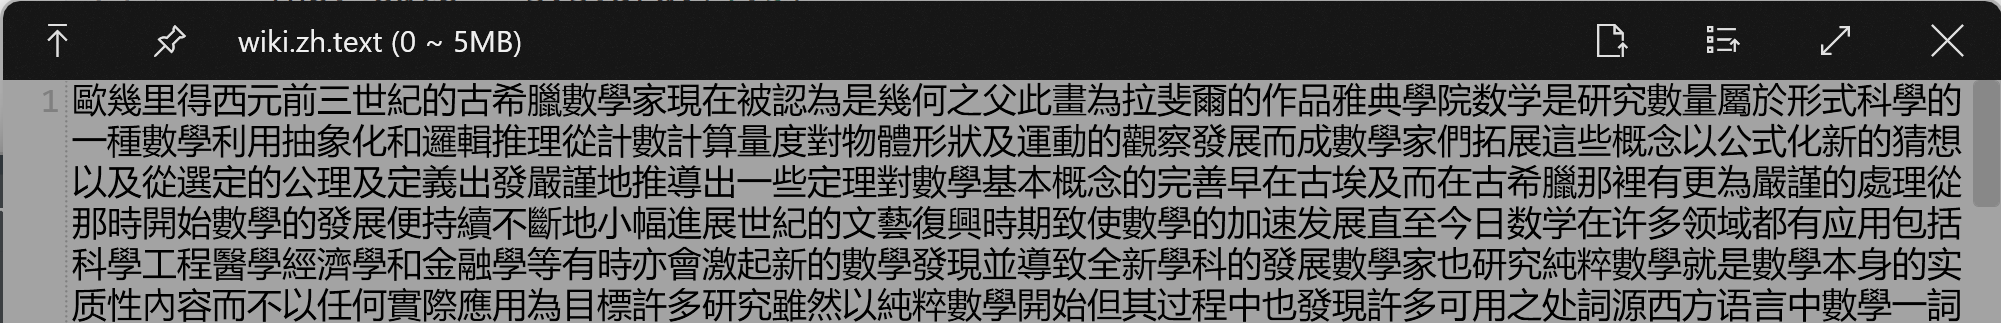 wiki.zh.text (0 ~ 5MB)
1 歐幾里得西元前三世紀的古希臘數學家現在被認為是幾何之父此畫為拉斐爾的作品雅典學院数学是研究數量屬於形式科學的
一種數學利用抽象化和邏輯推理從計數計算量度對物體形狀及運動的觀察發展而成數學家們拓展這些概念以公式化新的猜想
以及從選定的公理及定義出發嚴謹地推導出一些定理對數學基本概念的完善早在古埃及而在古希臘那裡有更為嚴謹的處理從
那時開始數學的發展便持續不斷地小幅進展世紀的文藝復興時期致使數學的加速发展直至今日数学在许多领域都有应用包括
科學工程醫學經濟學和金融學等有時亦會激起新的數學發現並導致全新學科的發展數學家也研究純粹數學就是數學本身的实
质性內容而不以任何實際應用為目標許多研究雖然以純粹數學開始但其过程中也發現許多可用之处詞源西方语言中數學一詞